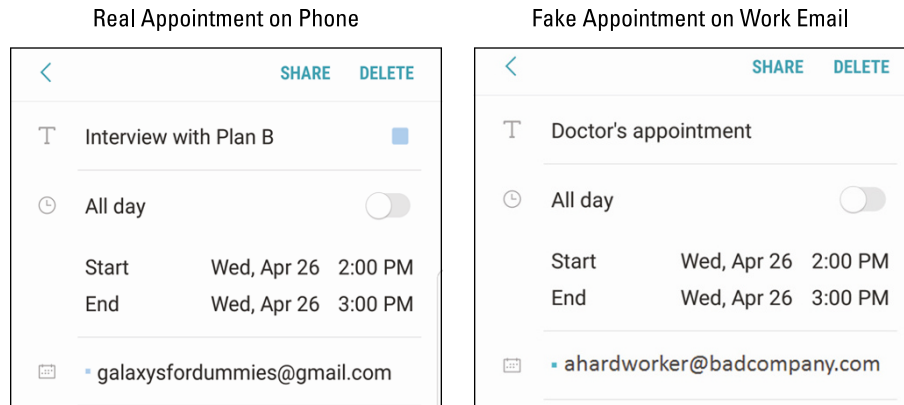 Real Appointment on Phone
SHARE DELETE
T Interview with Plan B
All day
Start Wed, Apr 26 2:00 PM
End Wed, Apr 26 3:00 PM
galaxysfordummies@gmail.com
Fake Appointment on Work Email
SHARE DELETE
T Doctor's appointment
All day
Start Wed, Apr 26 2:00 PM
End Wed, Apr 26 3:00 PM
ahardworker@badcompany.com